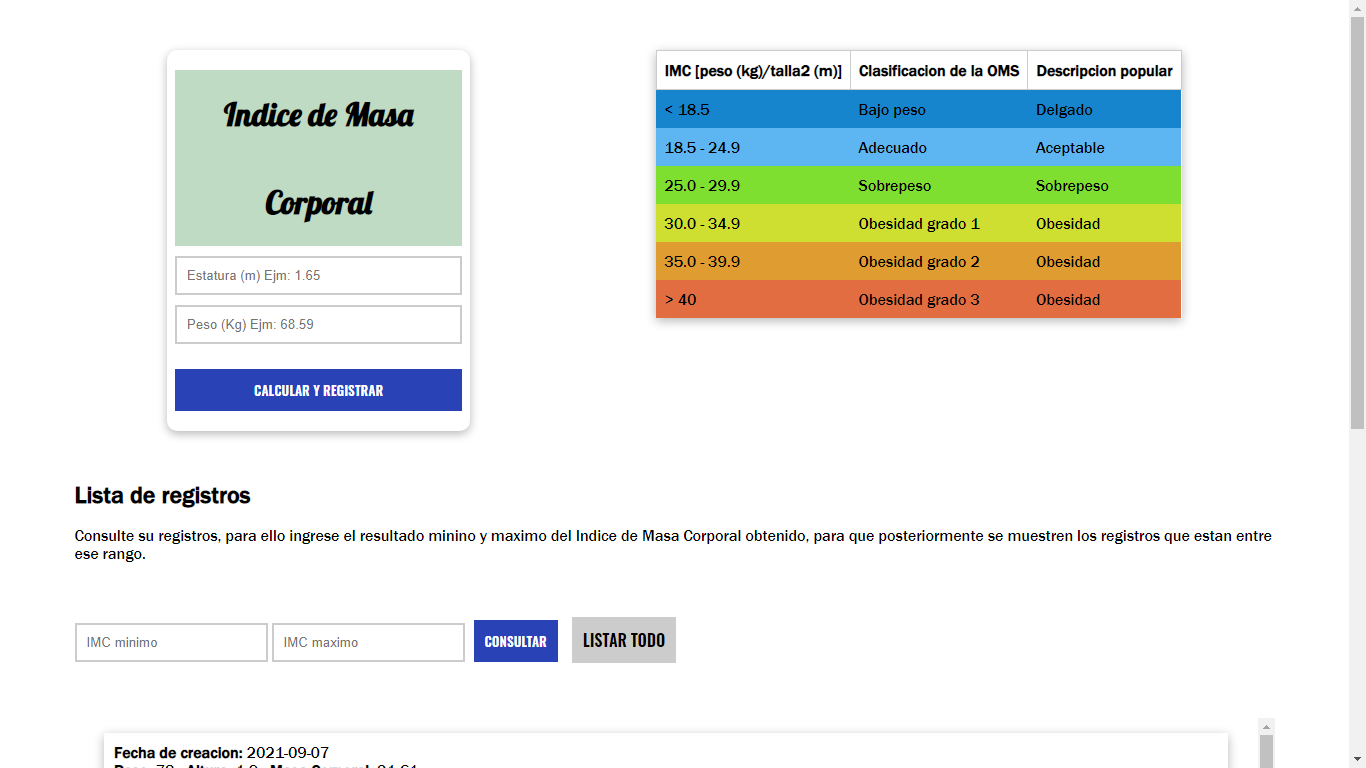 Indice de Masa
Corporal
Estatura (m) Ejm: 1.65
Peso (Kg) Ejm: 68.59
CALCULAR Y REGISTRAR
IMC [peso (kg)/talla2 (m)] Clasificacion de la OMS Descripcion popular
< 18.5 Bajo peso Delgado
18.5 - 24.9 Adecuado Aceptable
25.0 - 29.9 Sobrepeso Sobrepeso
30.0 - 34.9 Obesidad grado 1 Obesidad
35.0 - 39.9 Obesidad grado 2 Obesidad
> 40 Obesidad grado 3 Obesidad
Lista de registros
Consulte su registros, para ello ingrese el resultado minino y maximo del Indice de Masa Corporal obtenido, para que posteriormente se muestren los registros que estan entre
ese rango.
IMC minimo IMC maximo CONSULTAR LISTAR TODO
Fecha de creacion: 2021-09-07